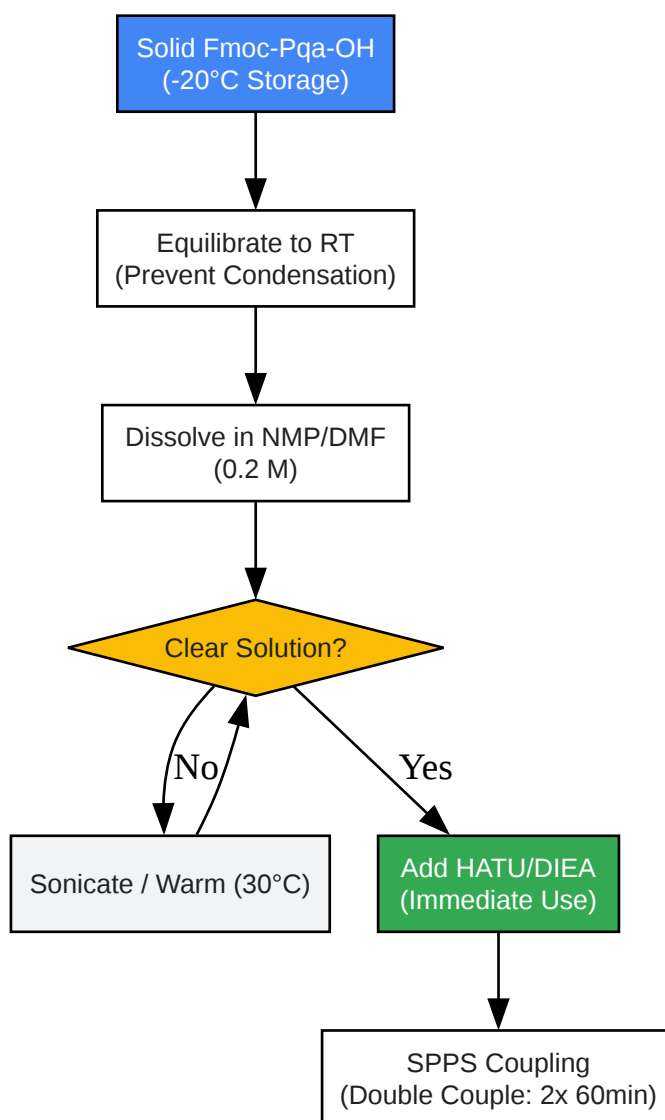 Solid Fmoc-Pqa-OH
(-20°C Storage)
Equilibrate to RT
(Prevent Condensation)
Dissolve in NMP/DMF
(0.2 M)
Clear Solution?
No
Yes
Sonicate / Warm (30°C)
Add HATU/DIEA
(Immediate Use)
SPPS Coupling
(Double Couple: 2x 60min)